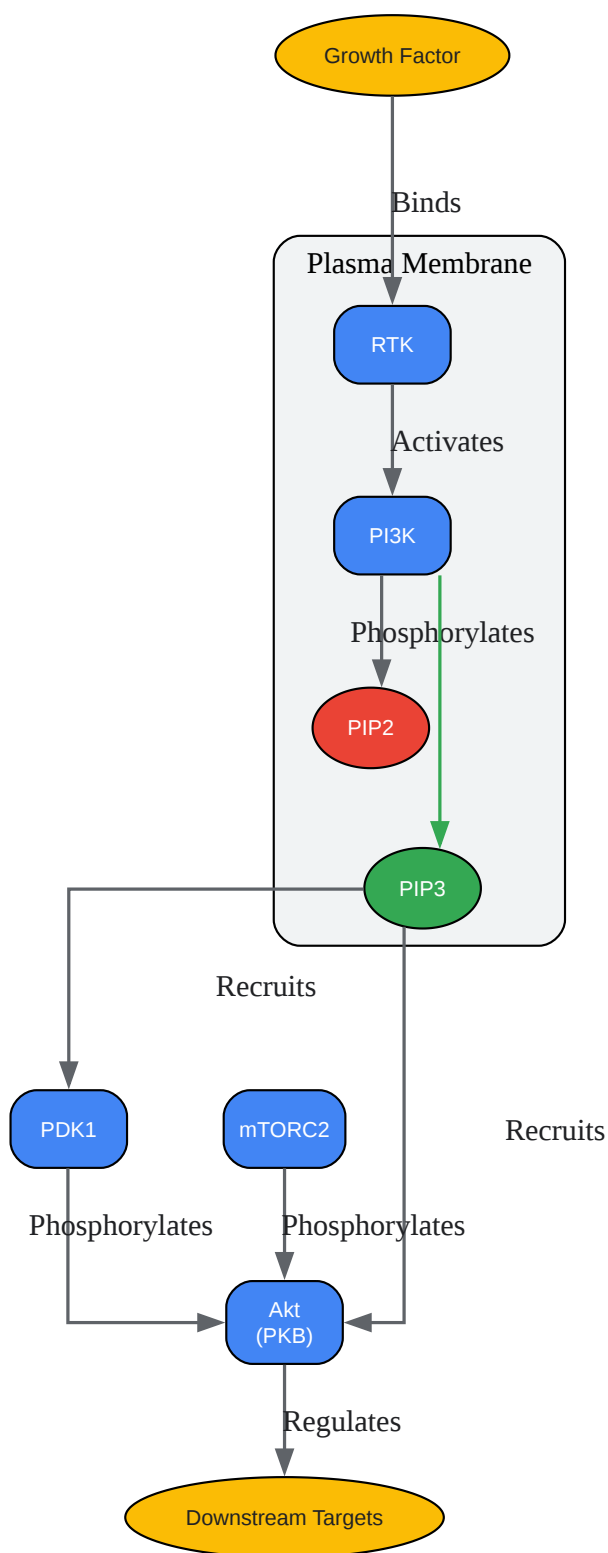 Growth Factor
Binds
Plasma Membrane
RTK
Activates
PI3K
Phosphorylates
PIP2
PIP3
Recruits
PDK1
mTORC2
Recruits
Phosphorylates
Phosphorylates
Akt
(PKB)
Regulates
Downstream Targets